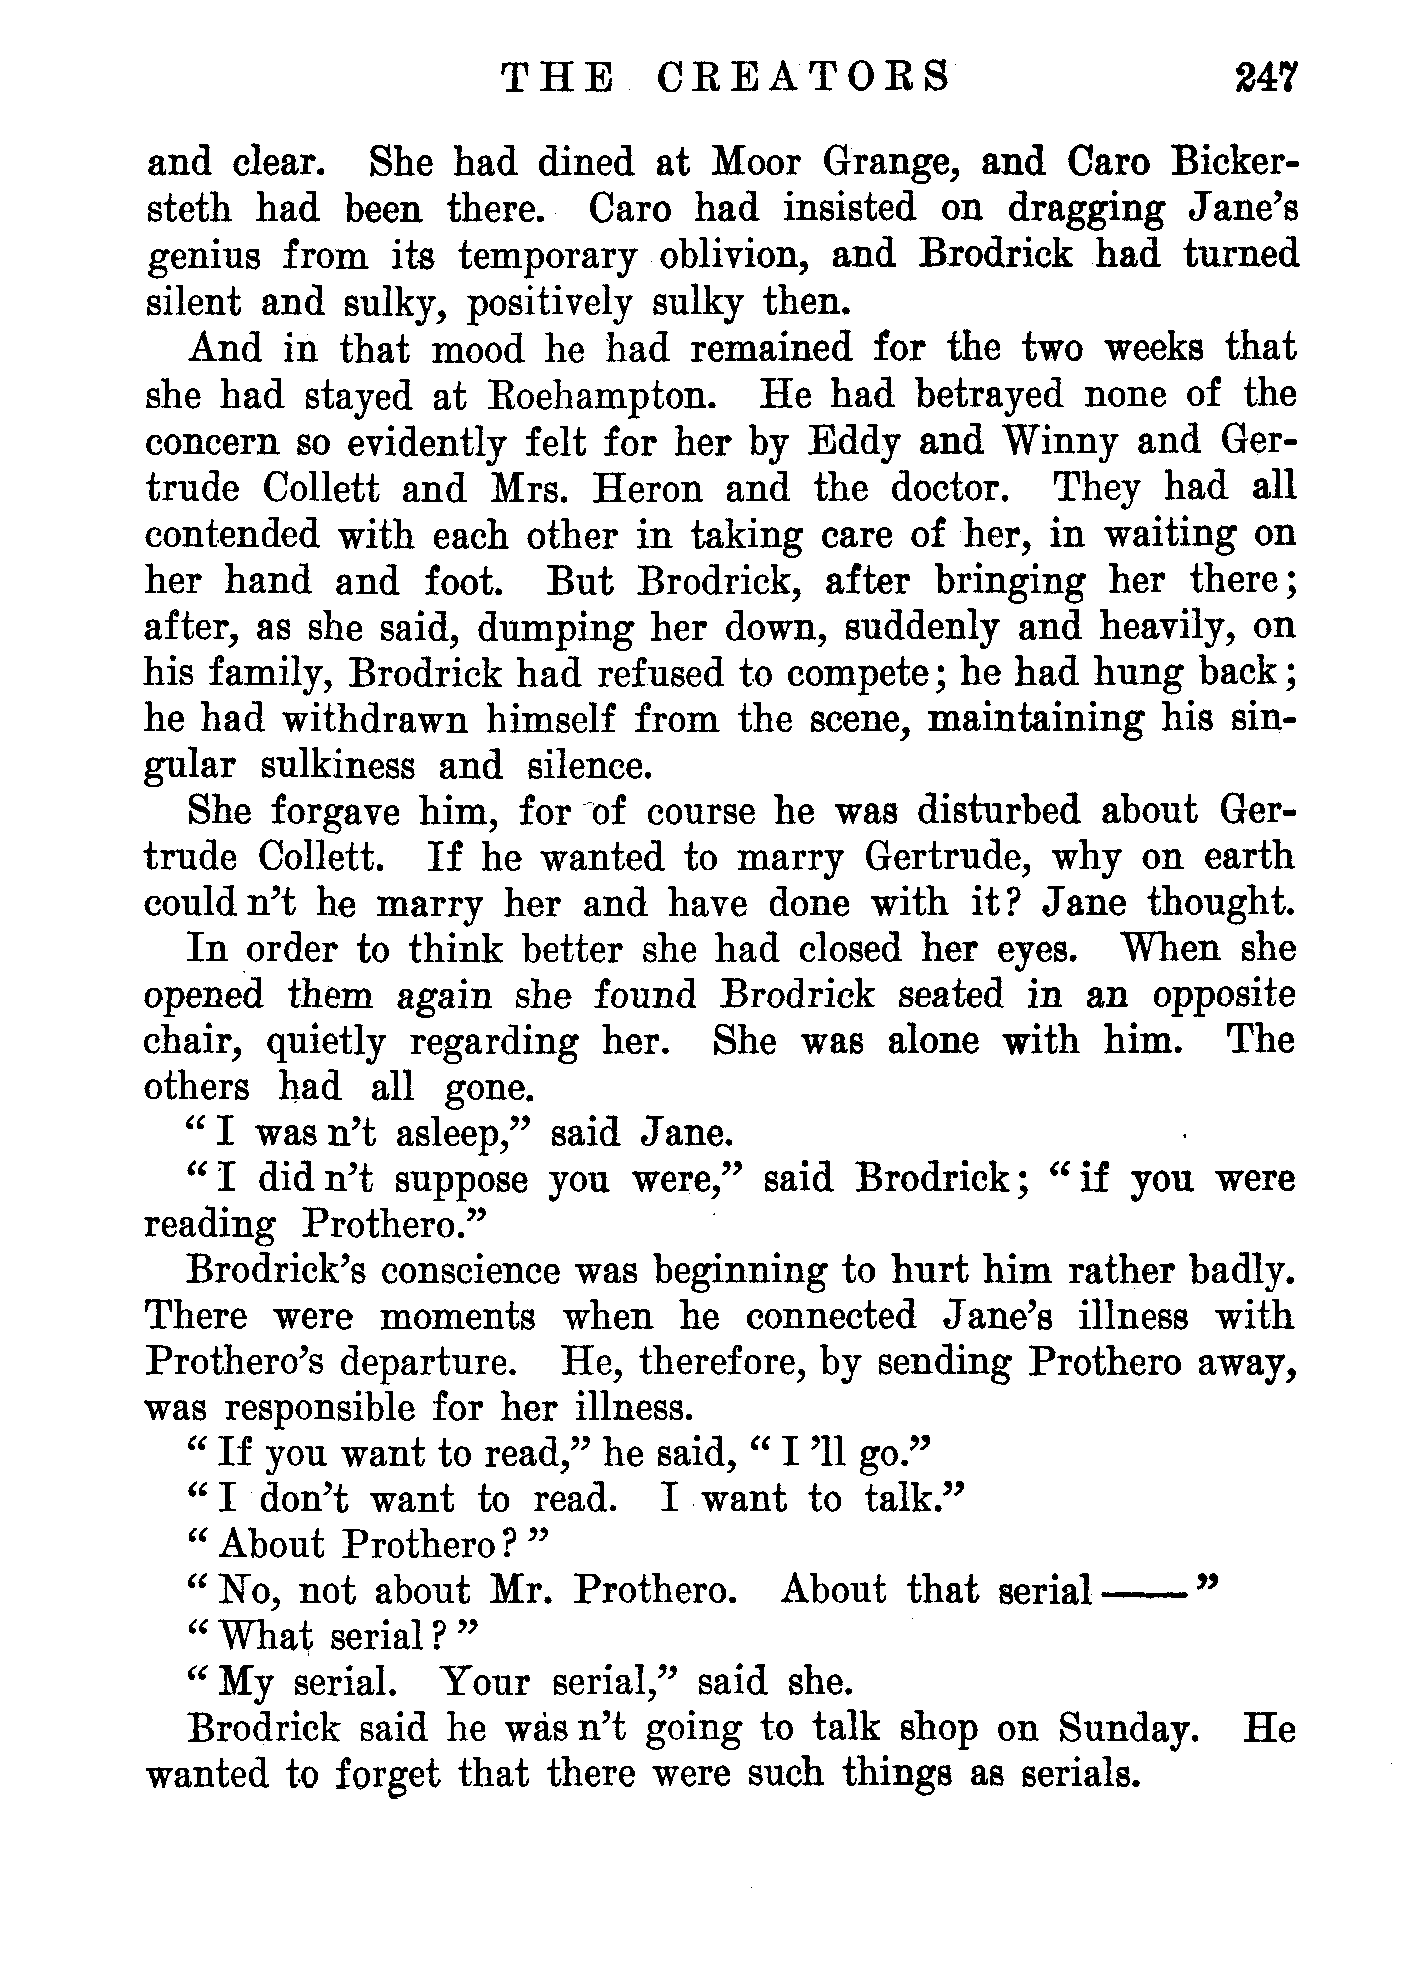 THE CREATORS 247
and clear. She had dined at Moor Grange, and Caro Bicker-
steth had been there. Caro had insisted on dragging Jane's
genius from its temporary oblivion, and Brodrick had turned
silent and sulky, positively sulky then.
And in that mood he had remained for the two weeks that
she had stayed at Roehampton. He had betrayed none of the
concern so evidently felt for her by Eddy and Winny and Ger-
trude Collett and Mrs. Heron and the doctor. They had all
contended with each other in taking care of her, in waiting on
her hand and foot. But Brodrick, after bringing her there;
after, as she said, dumping her down, suddenly and heavily, on
his family, Brodrick had refused to compete; he had hung back;
he had withdrawn himself from the scene, maintaining his sin-
gular sulkiness and silence.
She forgave him, for of course he was disturbed about Ger-
trude Collett. If he wanted to marry Gertrude, why on earth
could n't he marry her and have done with it? Jane thought.
In order to think better she had closed her eyes. When she
opened them again she found Brodrick seated in an opposite
chair, quietly regarding her. She was alone with him. The
others had all gone.
"I was n't asleep," said Jane.
"I did n't suppose you were," said Brodrick; "if you were
reading Prothero."
Brodrick's conscience was beginning to hurt him rather badly.
There were moments when he connected Jane's illness with
Prothero's departure. He, therefore, by sending Prothero away,
was responsible for her illness.
"If you want to read," he said, "I 'll go."
"I don't want to read. I want to talk."
"About Prothero?"
"No, not about Mr. Prothero. About that serial——"
"What serial?"
"My serial. Your serial," said she.
Brodrick said he was n't going to talk shop on Sunday. He
wanted to forget that there were such things as serials.